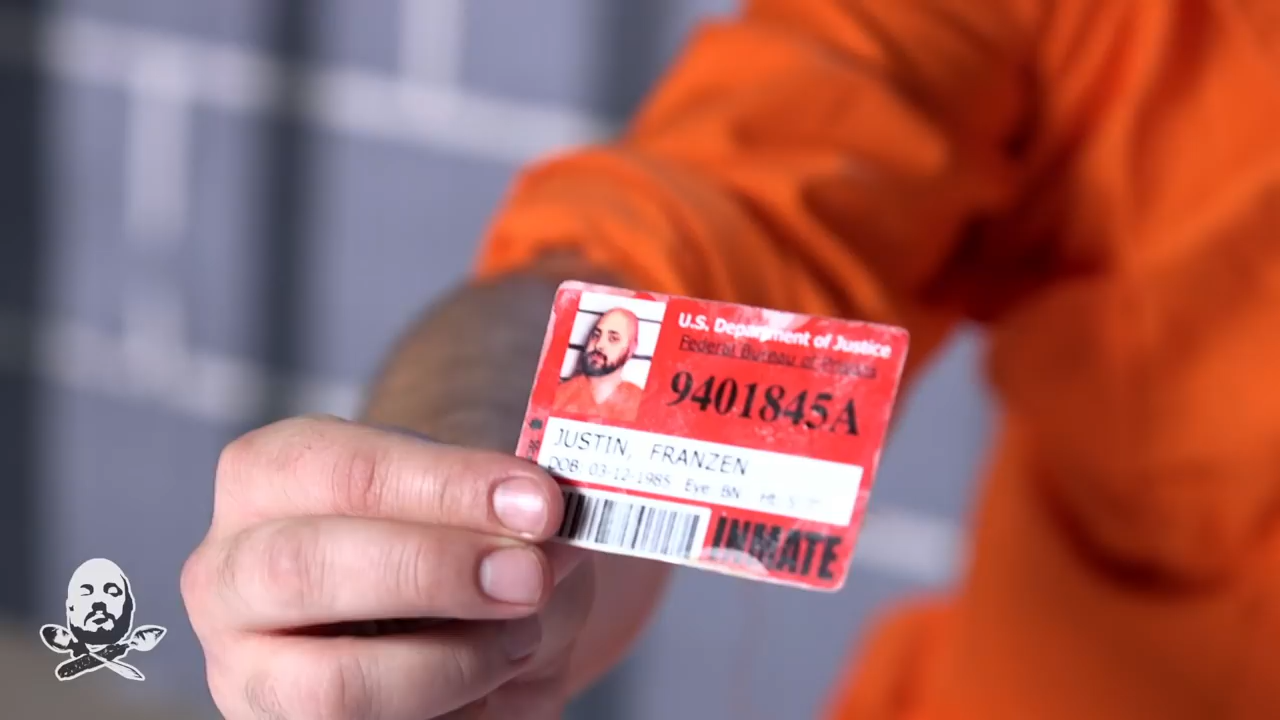 U.S. Department of Justice
Federal Bureau of Prisons
9401845A
JUSTIN, FRANZEN
DOB: 03-12-1985 Eye BN Ht:
INMATE